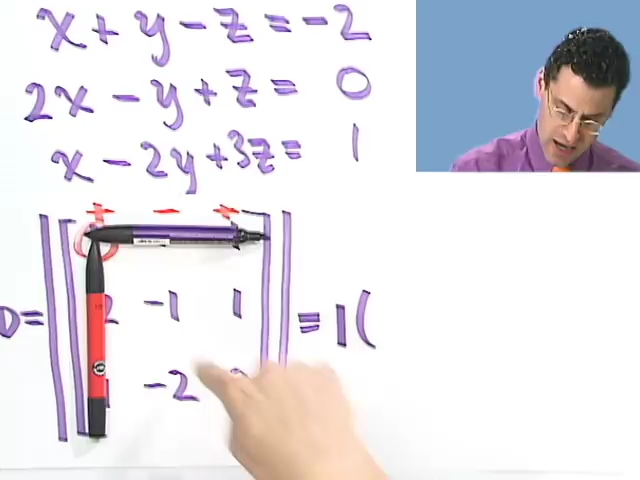 x + y - z = -2
2x - y + z = 0
x - 2y + 3z = 1
+ - +
D = 2 -1 1 = 1(
-2